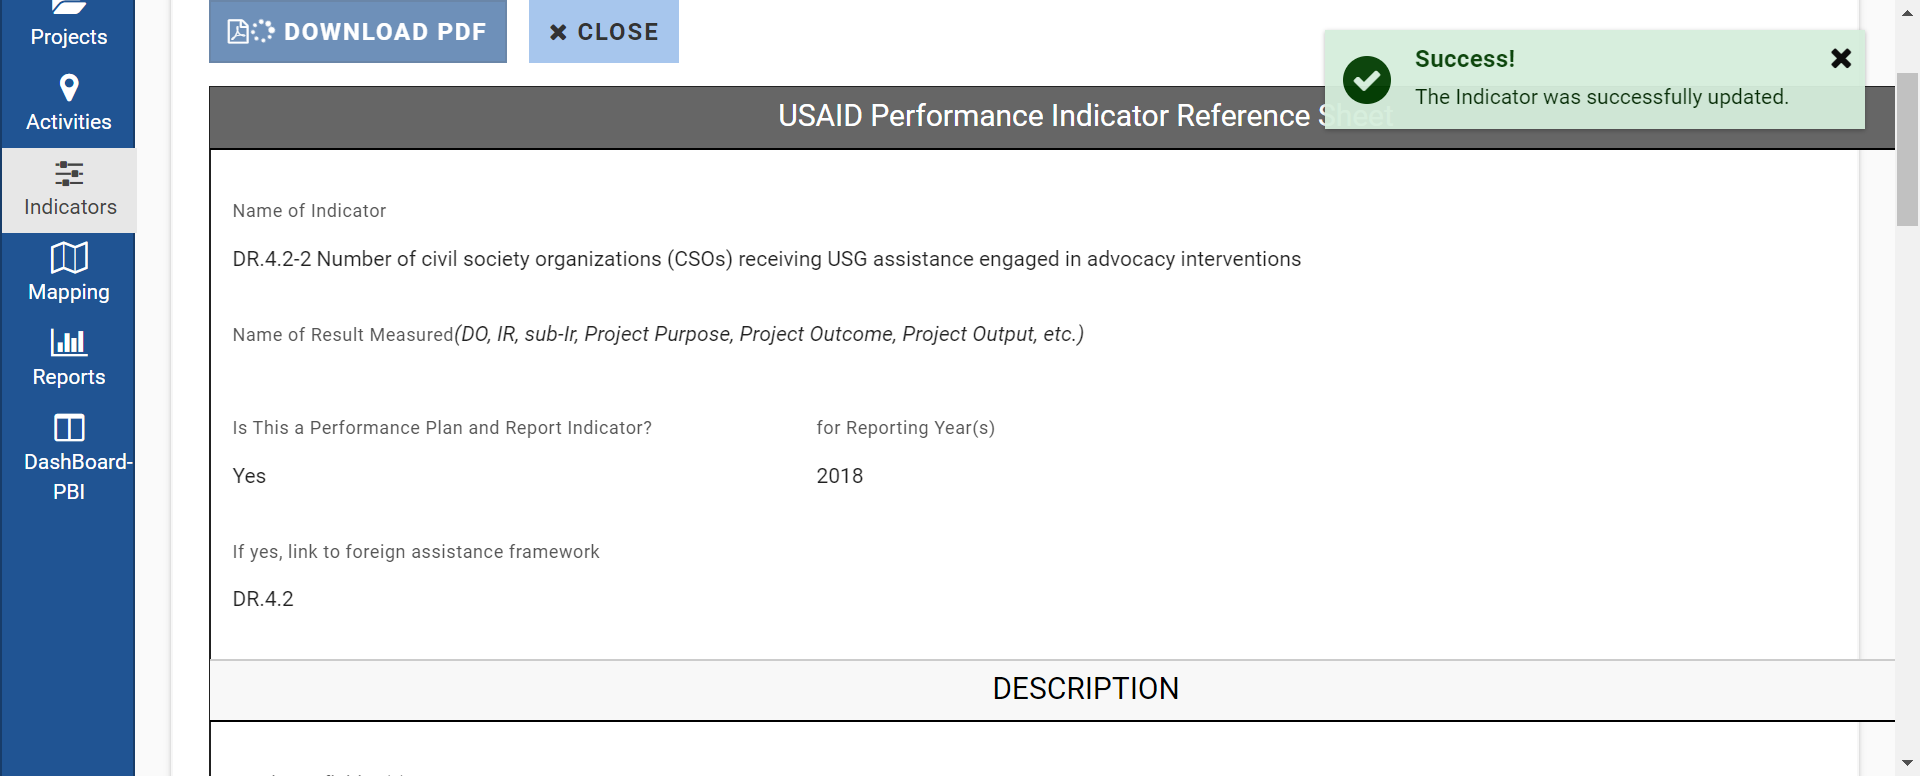 Projects
Activities
Indicators
Mapping
Reports
DashBoard-
PBI
DOWNLOAD PDF
CLOSE
Success!
The Indicator was successfully updated.
USAID Performance Indicator Reference Sheet
Name of Indicator
DR.4.2-2 Number of civil society organizations (CSOs) receiving USG assistance engaged in advocacy interventions
Name of Result Measured(DO, IR, sub-Ir, Project Purpose, Project Outcome, Project Output, etc.)
Is This a Performance Plan and Report Indicator?
for Reporting Year(s)
Yes
2018
If yes, link to foreign assistance framework
DR.4.2
DESCRIPTION